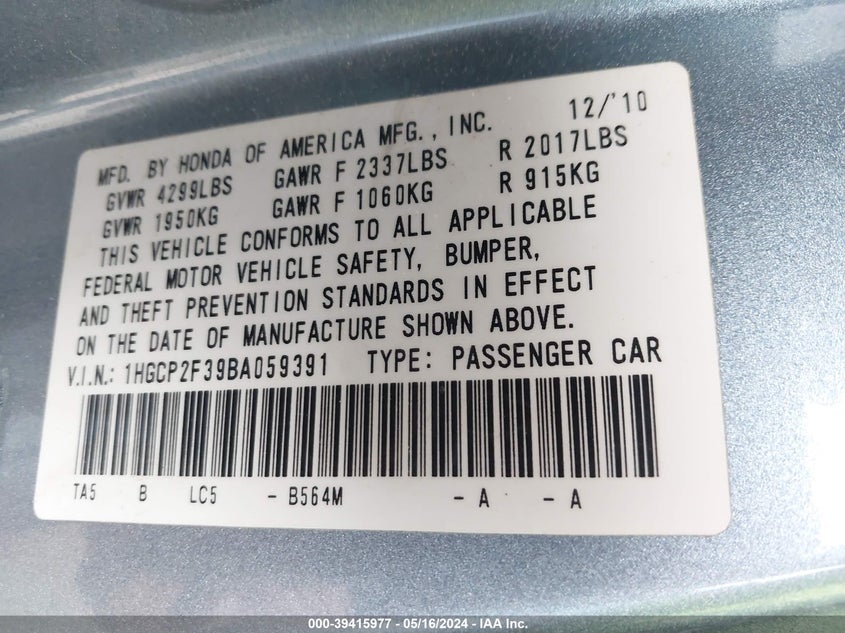 12/'10
MFD. BY HONDA OF AMERICA MFG., INC.
GVWR 4299LBS GAWR F 2337LBS R 2017LBS
GVWR 1950KG GAWR F 1060KG R 915KG
THIS VEHICLE CONFORMS TO ALL APPLICABLE
FEDERAL MOTOR VEHICLE SAFETY, BUMPER,
AND THEFT PREVENTION STANDARDS IN EFFECT
ON THE DATE OF MANUFACTURE SHOWN ABOVE.
V.I.N.: 1HGCP2F39BA059391 TYPE: PASSENGER CAR
TA5 B LC5 - B564M - A - A
000-39415977 - 05/16/2024 - IAA Inc.